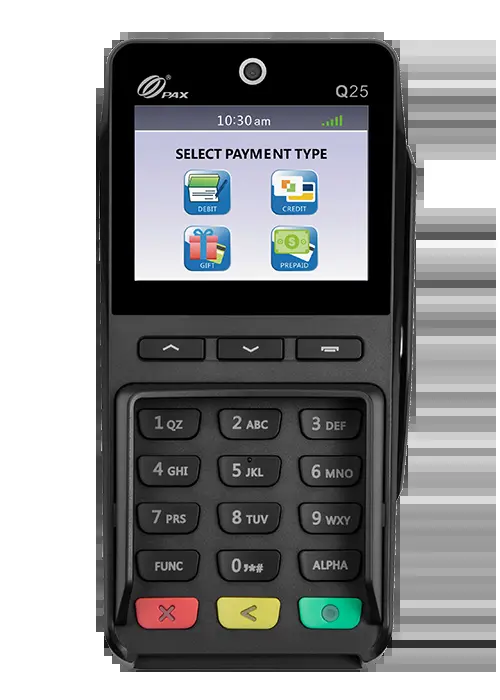 PAX®
Q25
10:30 am
SELECT PAYMENT TYPE
DEBIT
CREDIT
GIFT
PREPAID
1 QZ
2 ABC
3 DEF
4 GHI
5 JKL
6 MNO
7 PRS
8 TUV
9 WXY
FUNC
0,*#
ALPHA